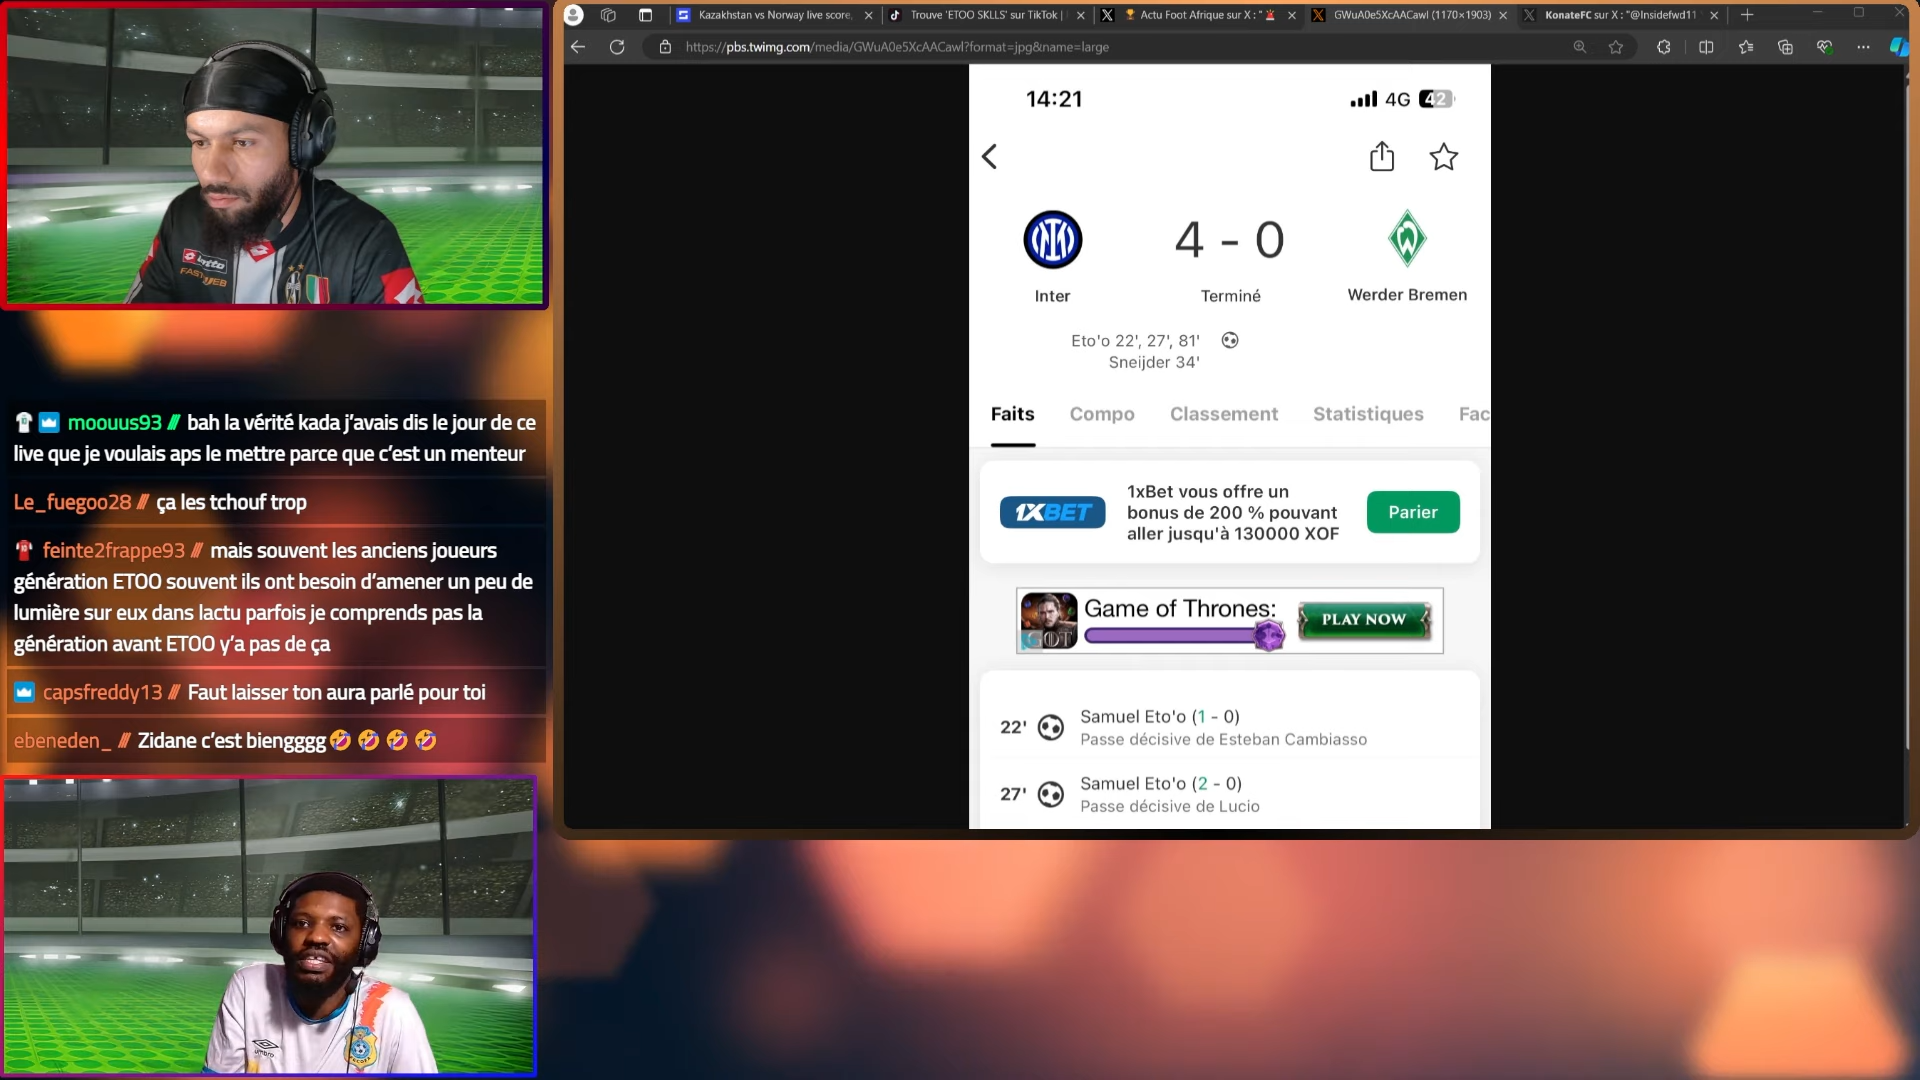 Kazakhstan vs Norway live score,
Trouve 'ETOO SKLLS' sur TikTok |
Actu Foot Afrique sur X : "
GWuA0e5XcAACawl (1170×1903)
KonateFC sur X : "@Insidefwd11
https://pbs.twimg.com/media/GWuA0e5XcAACawl?format=jpg&name=large
14:21
4G 42
4 - 0
Inter
Terminé
Werder Bremen
Eto'o 22', 27', 81'
Sneijder 34'
Faits Compo Classement Statistiques Fac
1XBET
1xBet vous offre un
bonus de 200 % pouvant
aller jusqu'à 130000 XOF
Parier
GOT
Game of Thrones:
PLAY NOW
22'
Samuel Eto'o (1 - 0)
Passe décisive de Esteban Cambiasso
27'
Samuel Eto'o (2 - 0)
Passe décisive de Lucio
lotto
FASTWEB
moouus93 // bah la vérité kada j'avais dis le jour de ce
live que je voulais aps le mettre parce que c'est un menteur
Le_fuegoo28 // ça les tchouf trop
feinte2frappe93 // mais souvent les anciens joueurs
génération ETOO souvent ils ont besoin d'amener un peu de
lumière sur eux dans lactu parfois je comprends pas la
génération avant ETOO y'a pas de ça
capsfreddy13 // Faut laisser ton aura parlé pour toi
ebeneden_ // Zidane c'est biengggg🤣 🤣 🤣 🤣
umbro